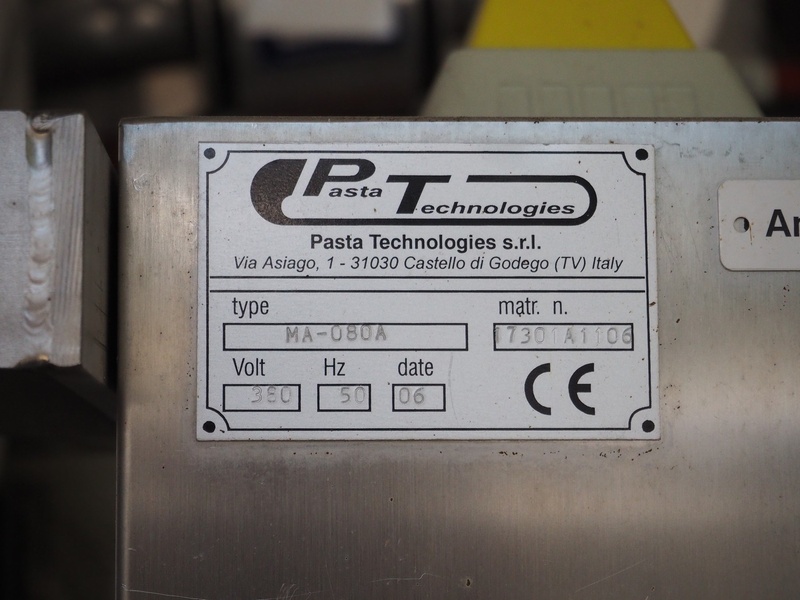 Pasta Technologies
Pasta Technologies s.r.l.
Via Asiago, 1 - 31030 Castello di Godego (TV) Italy
type matr. n.
MA-080A 17301A1106
Volt Hz date
380 50 06
CE